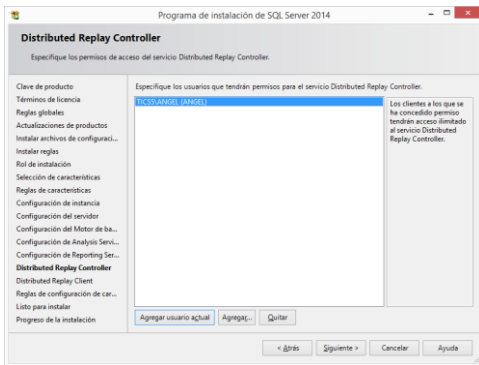 Programa de instalación de SQL Server 2014
Distributed Replay Controller
Especifique los permisos de acceso del servicio Distributed Replay Controller.
Clave de producto
Términos de licencia
Reglas globales
Actualizaciones de productos
Instalar archivos de configuraci...
Instalar reglas
Rol de instalación
Selección de características
Reglas de características
Configuración de instancia
Configuración del servidor
Configuración del Motor de ba...
Configuración de Analysis Servi...
Configuración de Reporting Ser...
Distributed Replay Controller
Distributed Replay Client
Reglas de configuración de car...
Listo para instalar
Progreso de la instalación
Especifique los usuarios que tendrán permisos para el servicio Distributed Replay Controller.
TICS9\ANGEL (ANGEL)
Los clientes a los que se
ha concedido permiso
tendrán acceso ilimitado
al servicio Distributed
Replay Controller.
Agregar usuario actual Agregar... Quitar
< Atrás Siguiente > Cancelar Ayuda